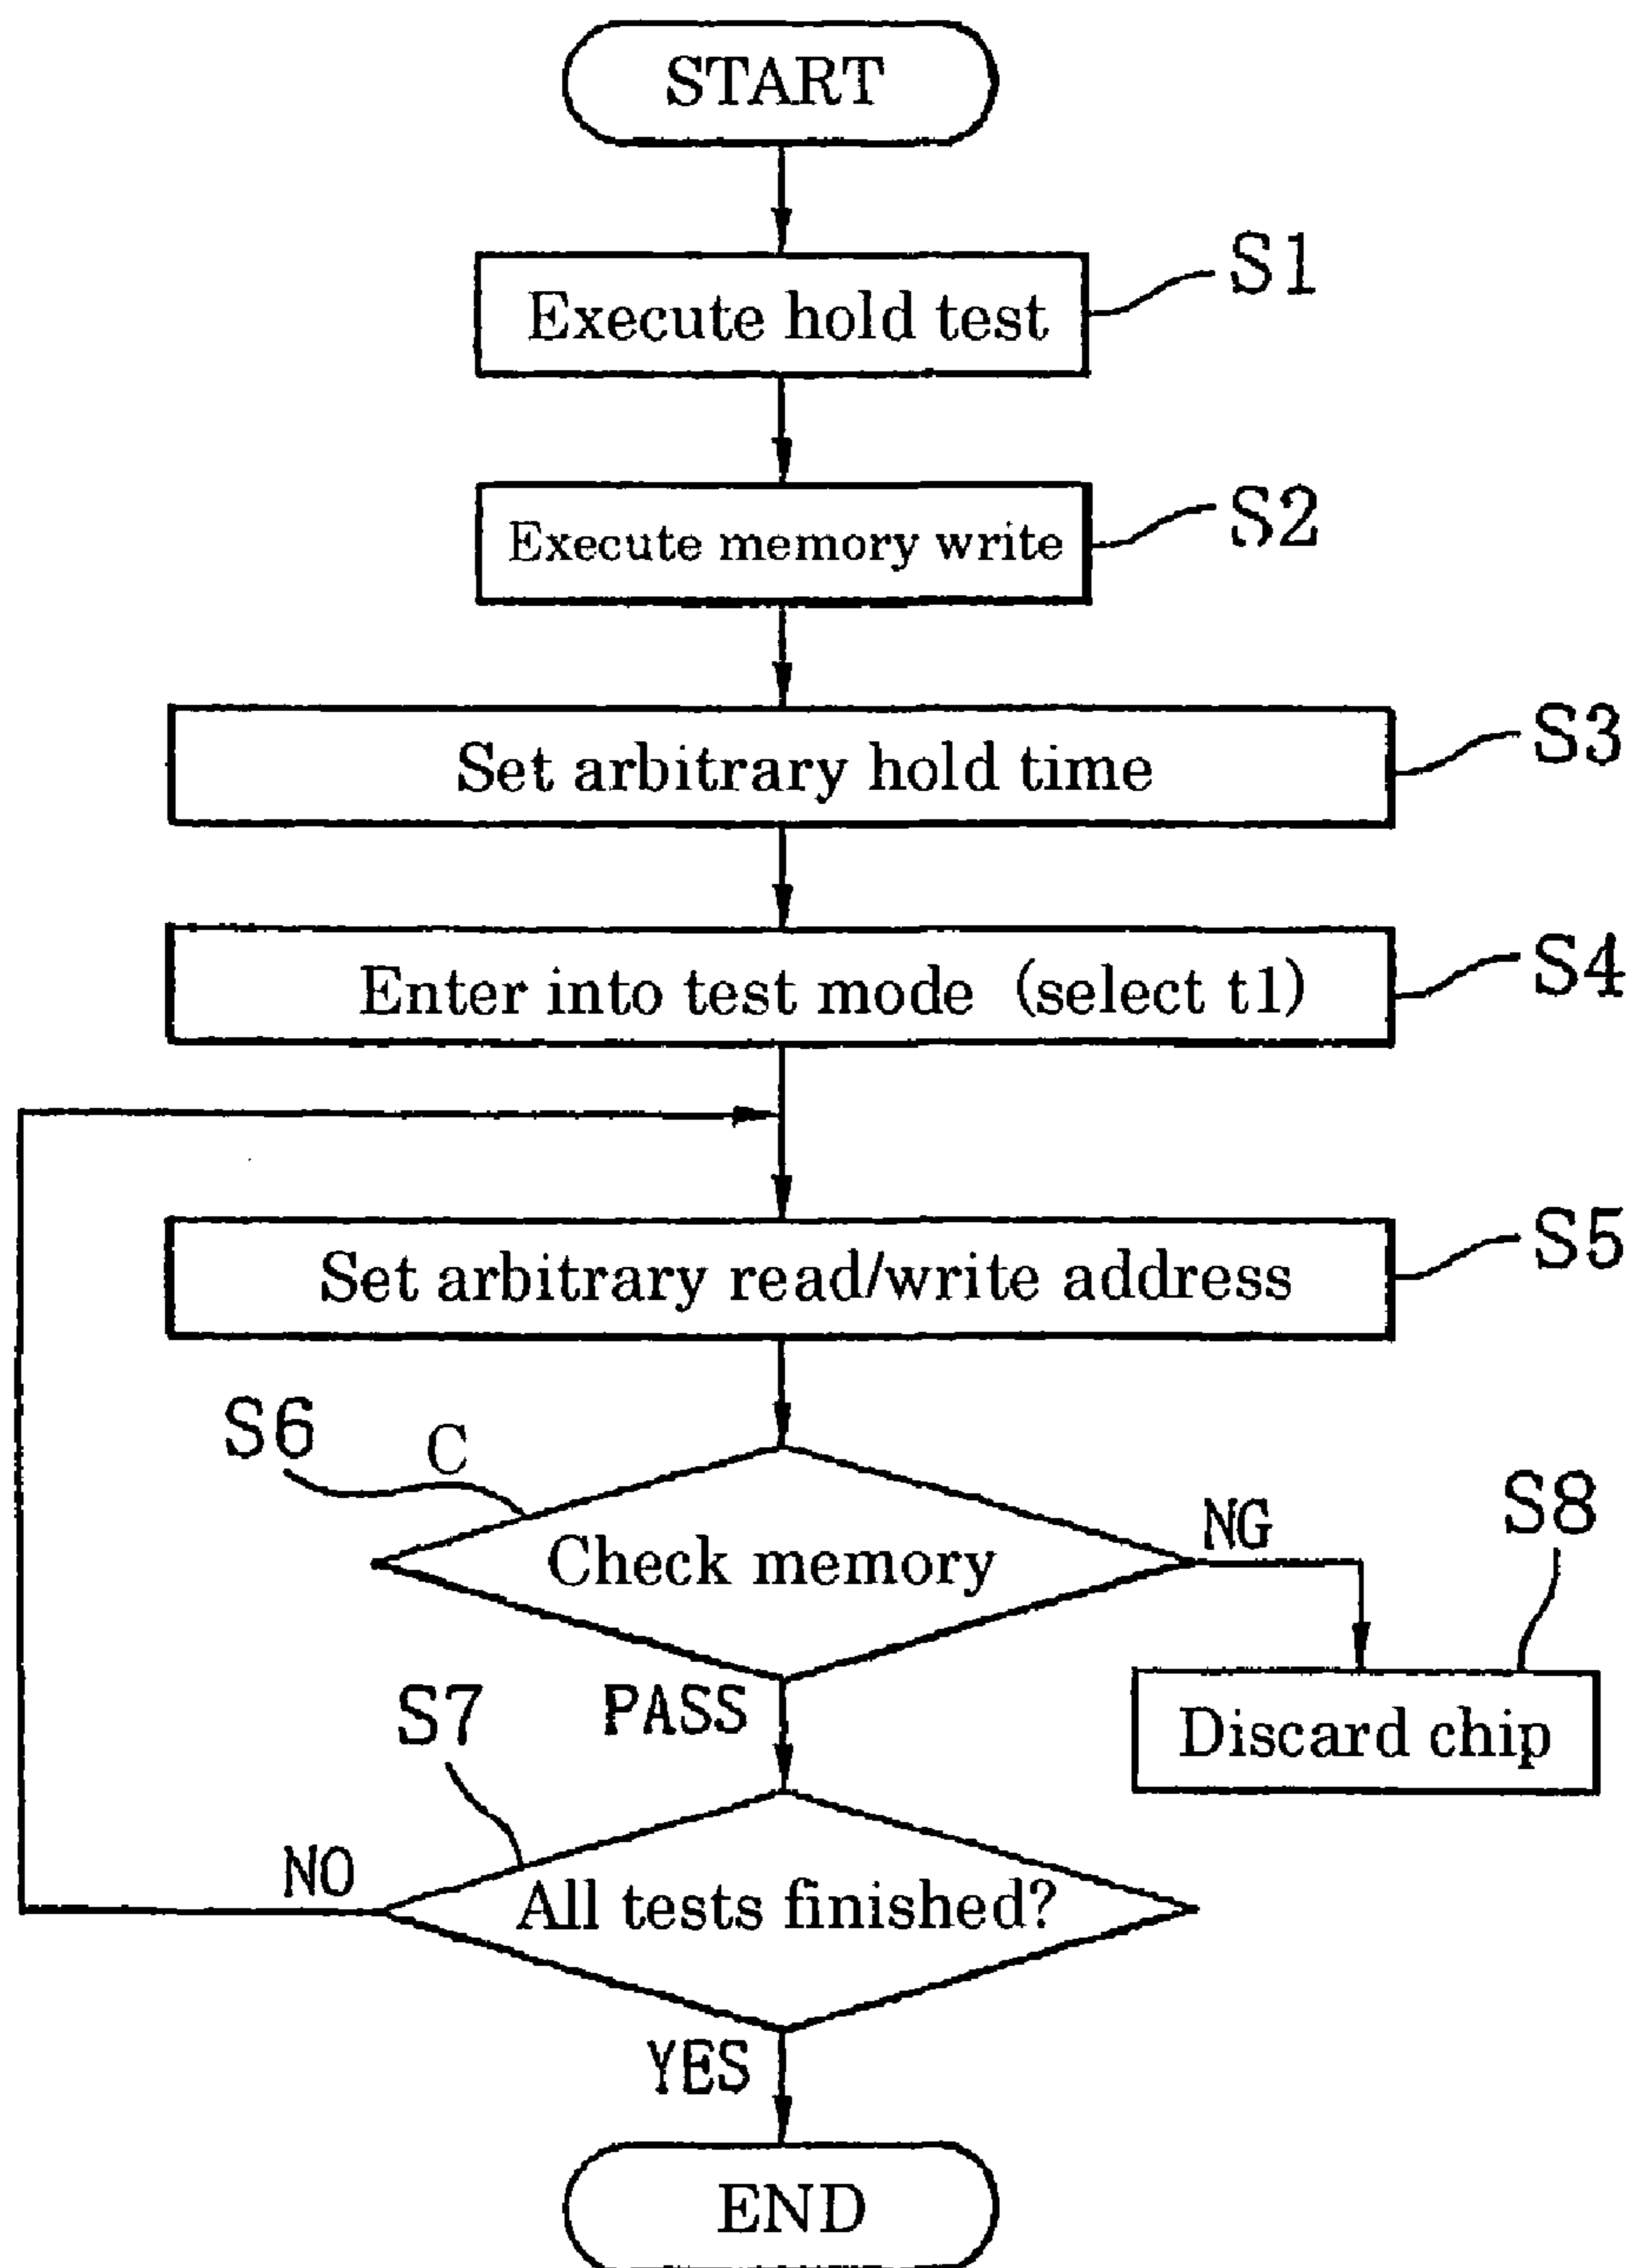 START
Execute hold test
S1
Execute memory write
S2
Set arbitrary hold time
S3
Enter into test mode (select t1)
S4
Set arbitrary read/write address
S5
S6
C
Check memory
NG
S8
Discard chip
PASS
S7
NO
All tests finished?
YES
END